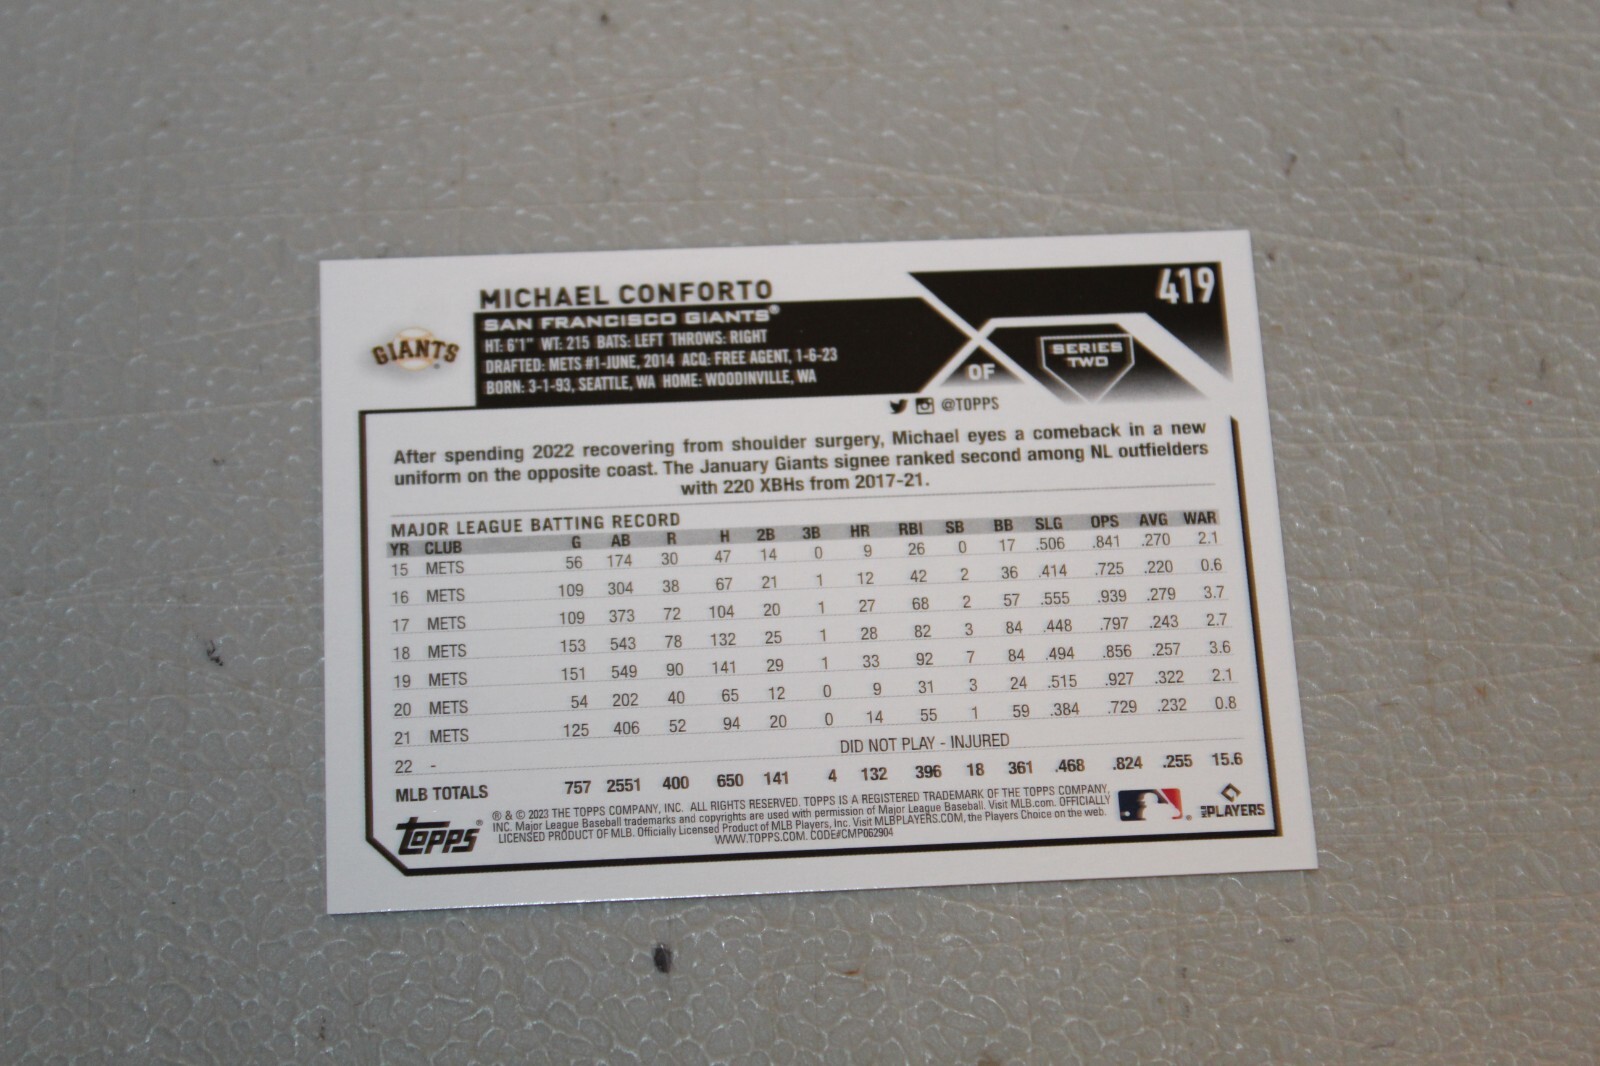 419
MICHAEL CONFORTO
SAN FRANCISCO GIANTS®
GIANTS
HT: 6'1" WT: 215 BATS: LEFT THROWS: RIGHT
DRAFTED: METS #1-JUNE, 2014 ACQ: FREE AGENT, 1-6-23
BORN: 3-1-93, SEATTLE, WA HOME: WOODINVILLE, WA
OF
SERIES
TWO
@TOPPS
After spending 2022 recovering from shoulder surgery, Michael eyes a comeback in a new
uniform on the opposite coast. The January Giants signee ranked second among NL outfielders
with 220 XBHs from 2017-21.
MAJOR LEAGUE BATTING RECORD
YR CLUB G AB R H 2B 3B HR RBI SB BB SLG OPS AVG WAR
15 METS 56 174 30 47 14 0 9 26 0 17 .506 .841 .270 2.1
16 METS 109 304 38 67 21 1 12 42 2 36 .414 .725 .220 0.6
17 METS 109 373 72 104 20 1 27 68 2 57 .555 .939 .279 3.7
18 METS 153 543 78 132 25 1 28 82 3 84 .448 .797 .243 2.7
19 METS 151 549 90 141 29 1 33 92 7 84 .494 .856 .257 3.6
20 METS 54 202 40 65 12 0 9 31 3 24 .515 .927 .322 2.1
21 METS 125 406 52 94 20 0 14 55 1 59 .384 .729 .232 0.8
22 - DID NOT PLAY - INJURED
MLB TOTALS 757 2551 400 650 141 4 132 396 18 361 .468 .824 .255 15.6
Topps®
® & © 2023 THE TOPPS COMPANY, INC. ALL RIGHTS RESERVED. TOPPS IS A REGISTERED TRADEMARK OF THE TOPPS COMPANY,
INC. Major League Baseball trademarks and copyrights are used with permission of Major League Baseball. Visit MLB.com. OFFICIALLY
LICENSED PRODUCT OF MLB. Officially Licensed Product of MLB Players, Inc. Visit MLBPLAYERS.COM, the Players Choice on the web.
WWW.TOPPS.COM. CODE#CMP062904
MLB PLAYERS